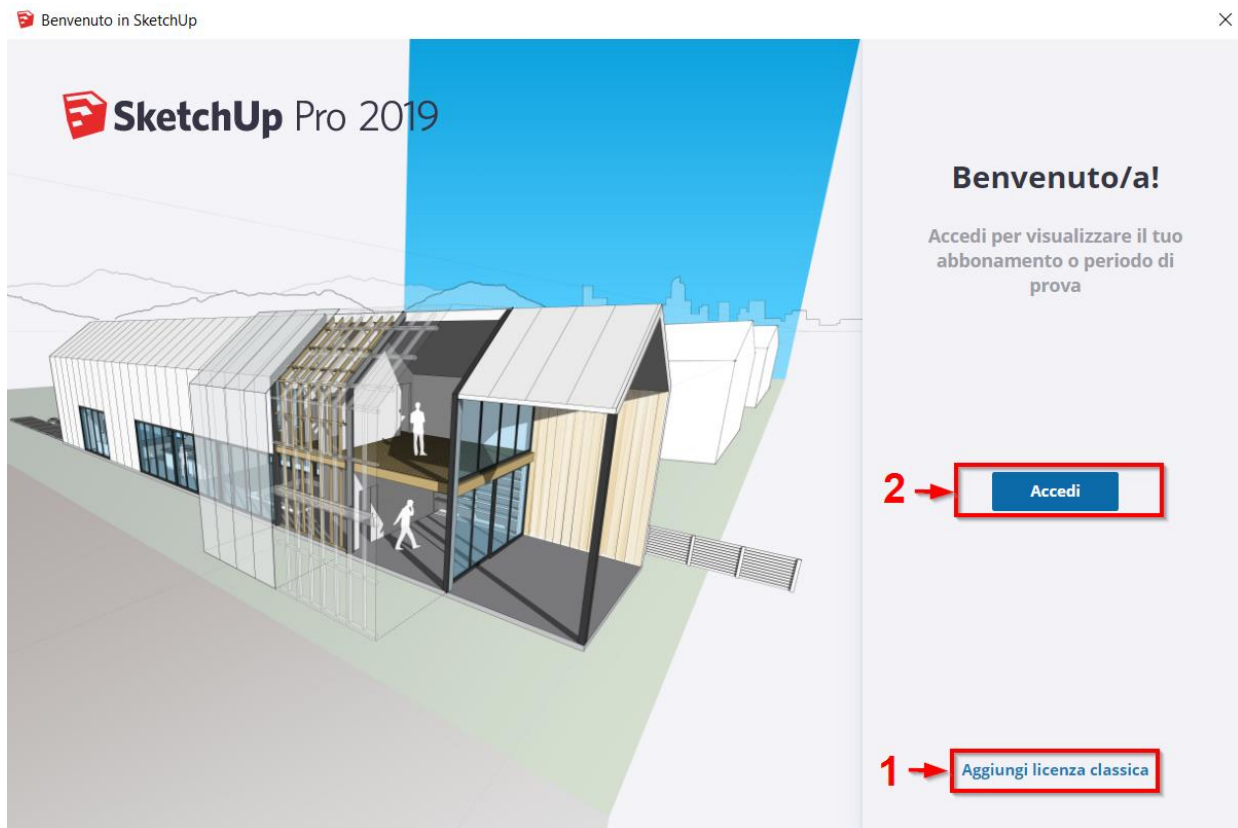 Benvenuto in SketchUp
SketchUp Pro 2019
Benvenuto/a!
Accedi per visualizzare il tuo
abbonamento o periodo di
prova
2
Accedi
1
Aggiungi licenza classica